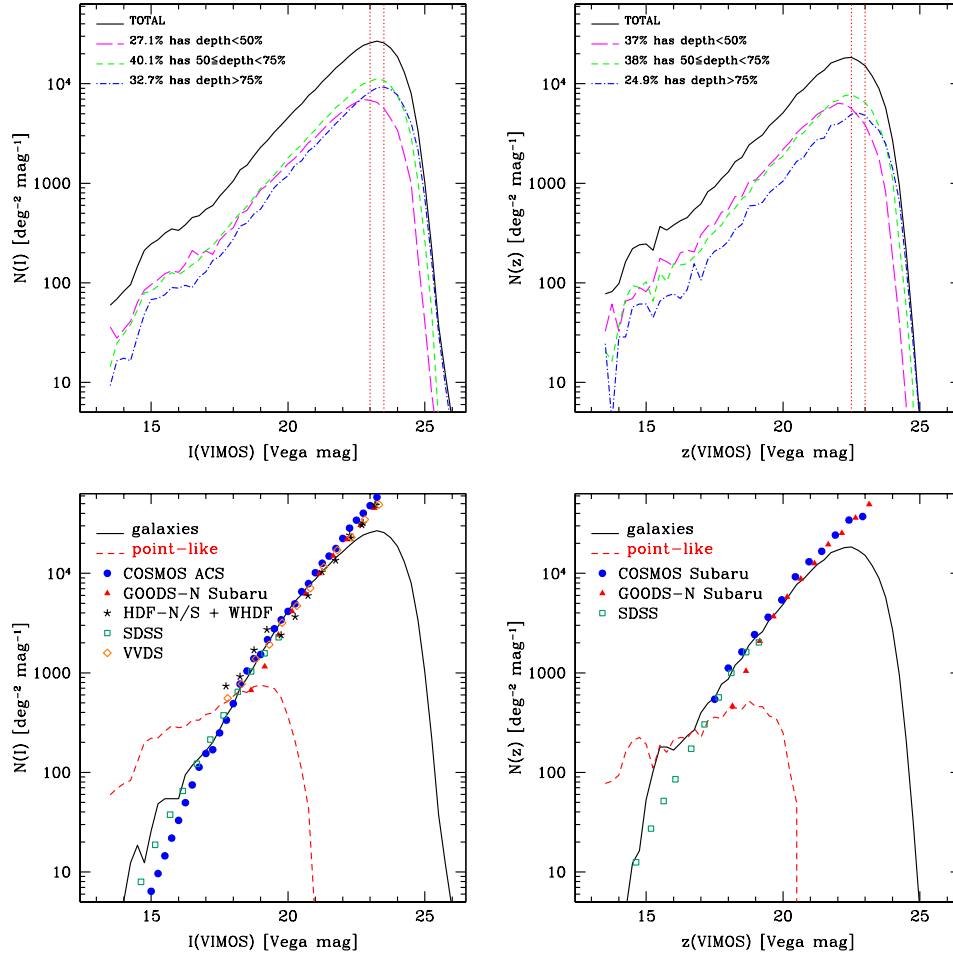 TOTAL
27.1% has depth<50%
40.1% has 50≦depth<75%
32.7% has depth>75%
10⁴
1000
100
10
N(I) [deg⁻² mag⁻¹]
15 20 25
I(VIMOS) [Vega mag]
TOTAL
37% has depth<50%
38% has 50≦depth<75%
24.9% has depth>75%
10⁴
1000
100
10
N(z) [deg⁻² mag⁻¹]
15 20 25
z(VIMOS) [Vega mag]
galaxies
point-like
COSMOS ACS
GOODS-N Subaru
HDF-N/S + WHDF
SDSS
VVDS
10⁴
1000
100
10
N(I) [deg⁻² mag⁻¹]
15 20 25
I(VIMOS) [Vega mag]
galaxies
point-like
COSMOS Subaru
GOODS-N Subaru
SDSS
10⁴
1000
100
10
N(z) [deg⁻² mag⁻¹]
15 20 25
z(VIMOS) [Vega mag]